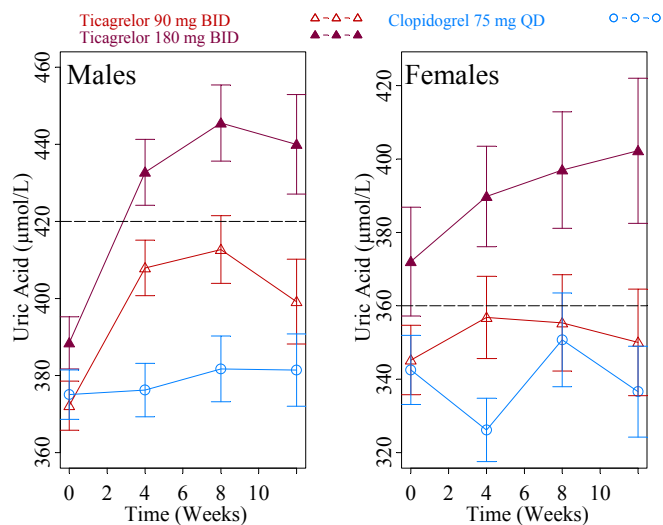 Ticagrelor 90 mg BID
Clopidogrel 75 mg QD
Ticagrelor 180 mg BID
Males
Females
Uric Acid (µmol/L)
460
440
420
400
380
360
0 2 4 6 8 10
Time (Weeks)
Uric Acid (µmol/L)
420
400
380
360
340
320
0 2 4 6 8 10
Time (Weeks)